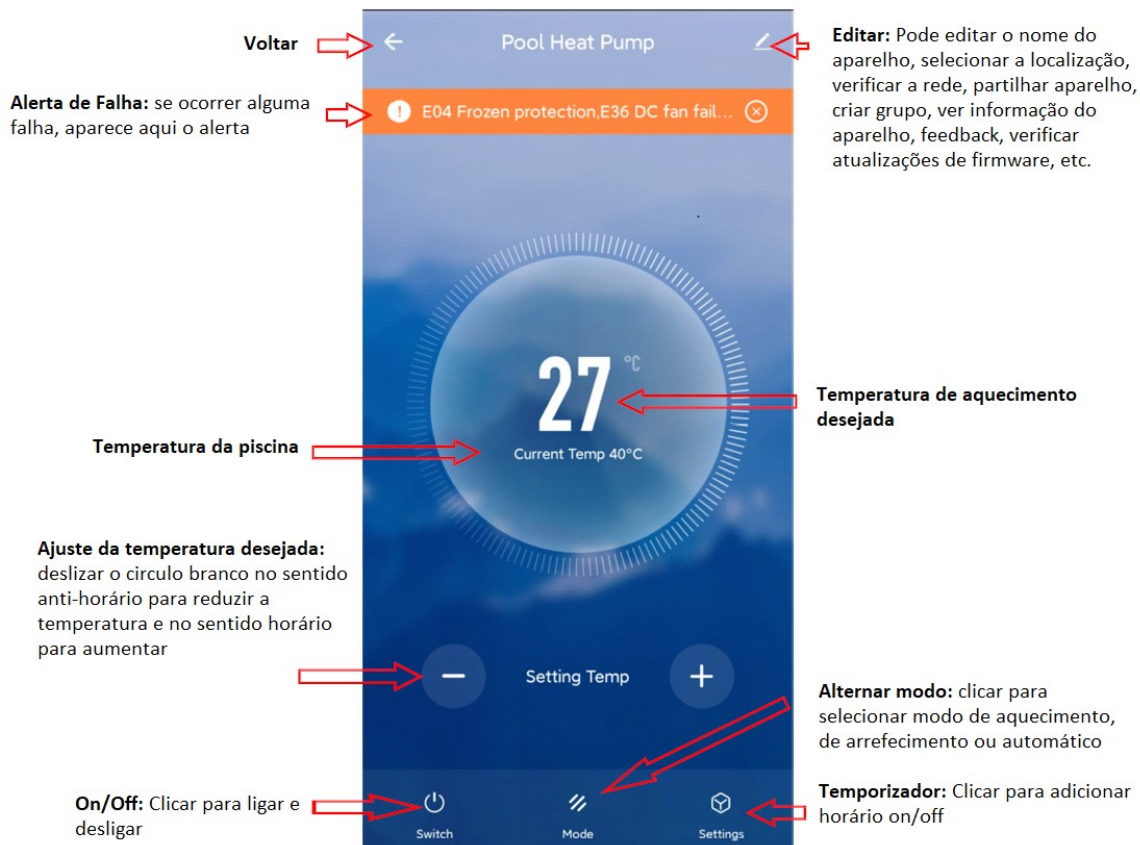 Voltar
Pool Heat Pump
Editar: Pode editar o nome do
aparelho, selecionar a localização,
verificar a rede, partilhar aparelho,
criar grupo, ver informação do
aparelho, feedback, verificar
atualizações de firmware, etc.
Alerta de Falha: se ocorrer alguma
falha, aparece aqui o alerta
! E04 Frozen protection,E36 DC fan fail...
27 °C
Current Temp 40°C
Temperatura de aquecimento
desejada
Temperatura da piscina
Ajuste da temperatura desejada:
deslizar o circulo branco no sentido
anti-horário para reduzir a
temperatura e no sentido horário
para aumentar
− Setting Temp +
Alternar modo: clicar para
selecionar modo de aquecimento,
de arrefecimento ou automático
On/Off: Clicar para ligar e
desligar
Switch
Mode
Settings
Temporizador: Clicar para adicionar
horário on/off